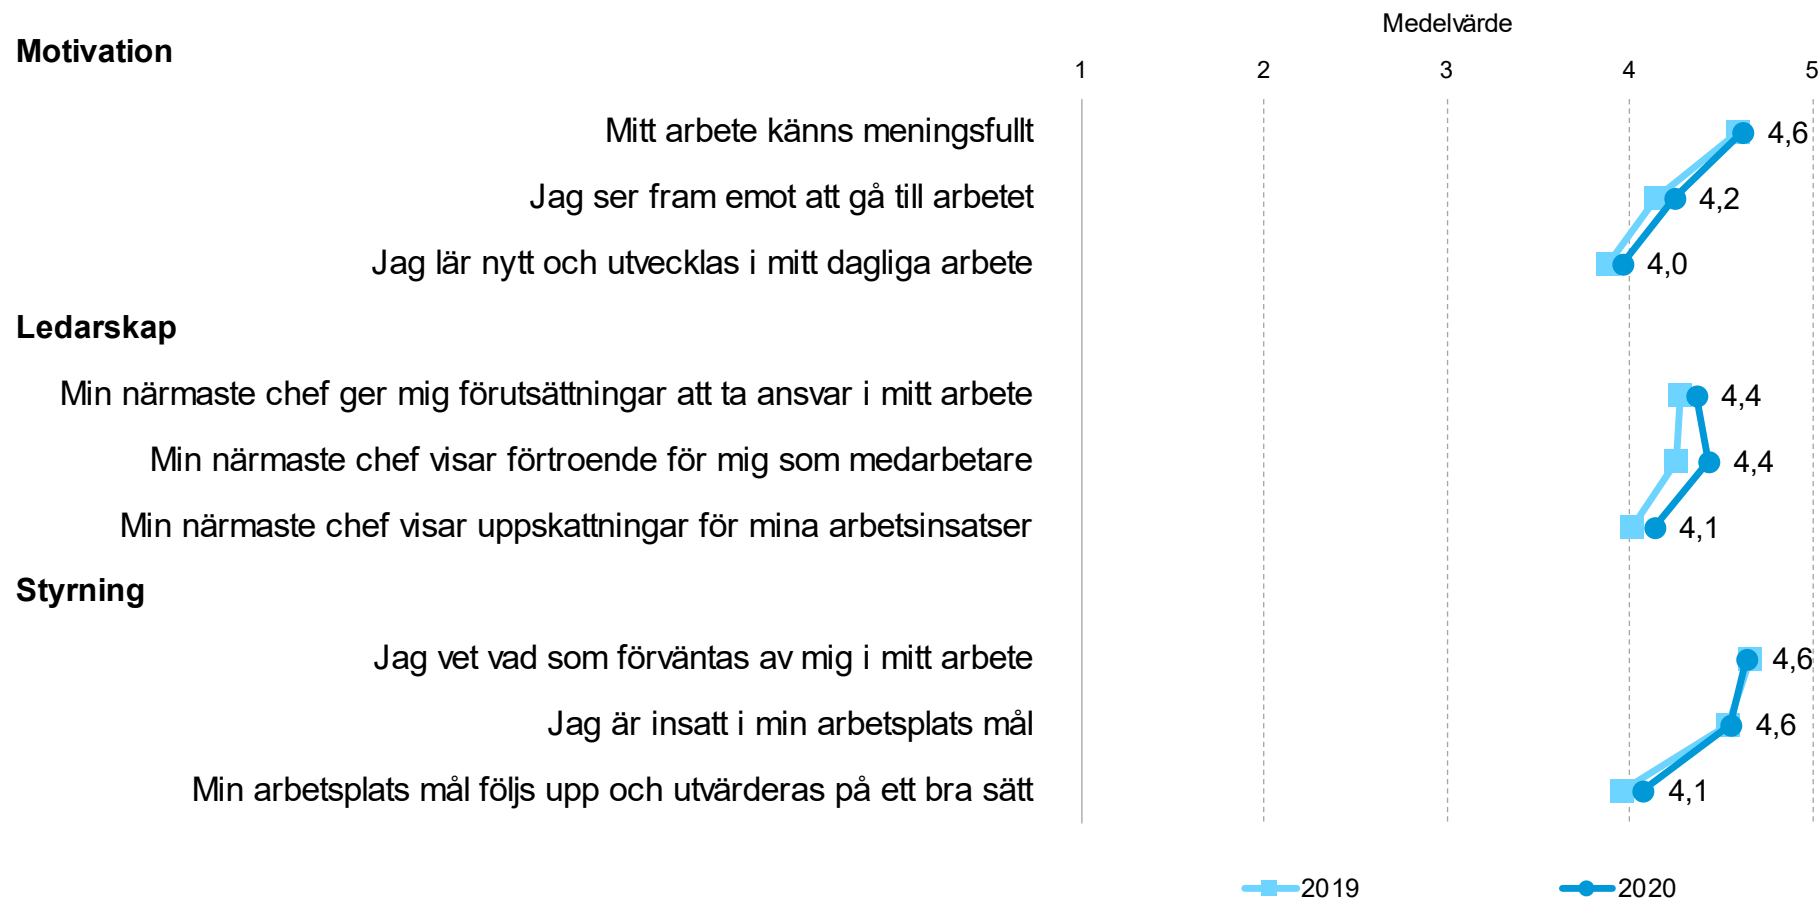 Medelvärde
Motivation
1 2 3 4 5
Mitt arbete känns meningsfullt 4,6
Jag ser fram emot att gå till arbetet 4,2
Jag lär nytt och utvecklas i mitt dagliga arbete 4,0
Ledarskap
Min närmaste chef ger mig förutsättningar att ta ansvar i mitt arbete 4,4
Min närmaste chef visar förtroende för mig som medarbetare 4,4
Min närmaste chef visar uppskattningar för mina arbetsinsatser 4,1
Styrning
Jag vet vad som förväntas av mig i mitt arbete 4,6
Jag är insatt i min arbetsplats mål 4,6
Min arbetsplats mål följs upp och utvärderas på ett bra sätt 4,1
2019 2020